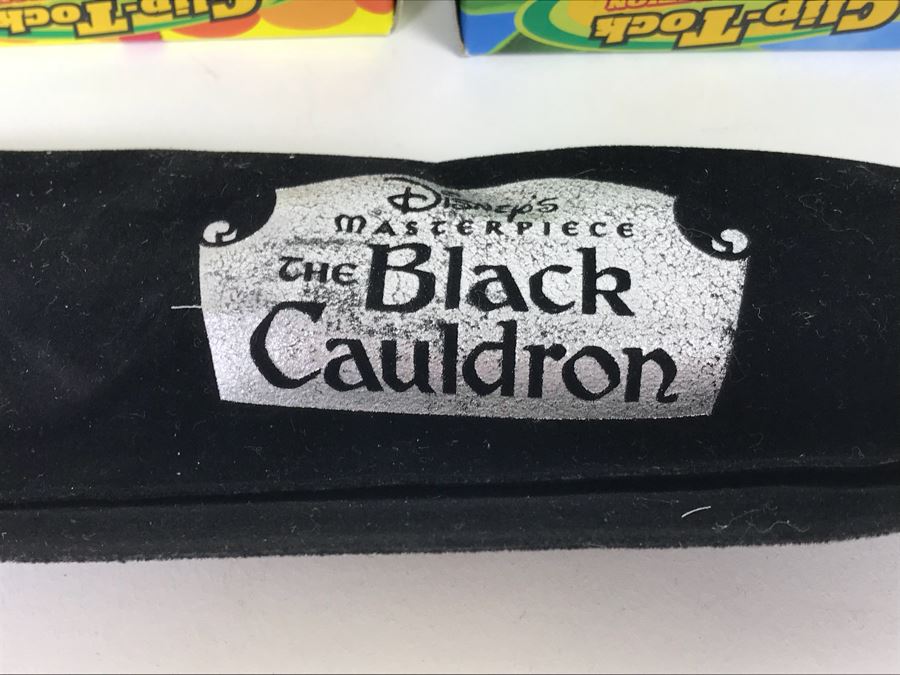 Clip-Tock
Clip-Tock
Disney's
MASTERPIECE
THE Black
Cauldron